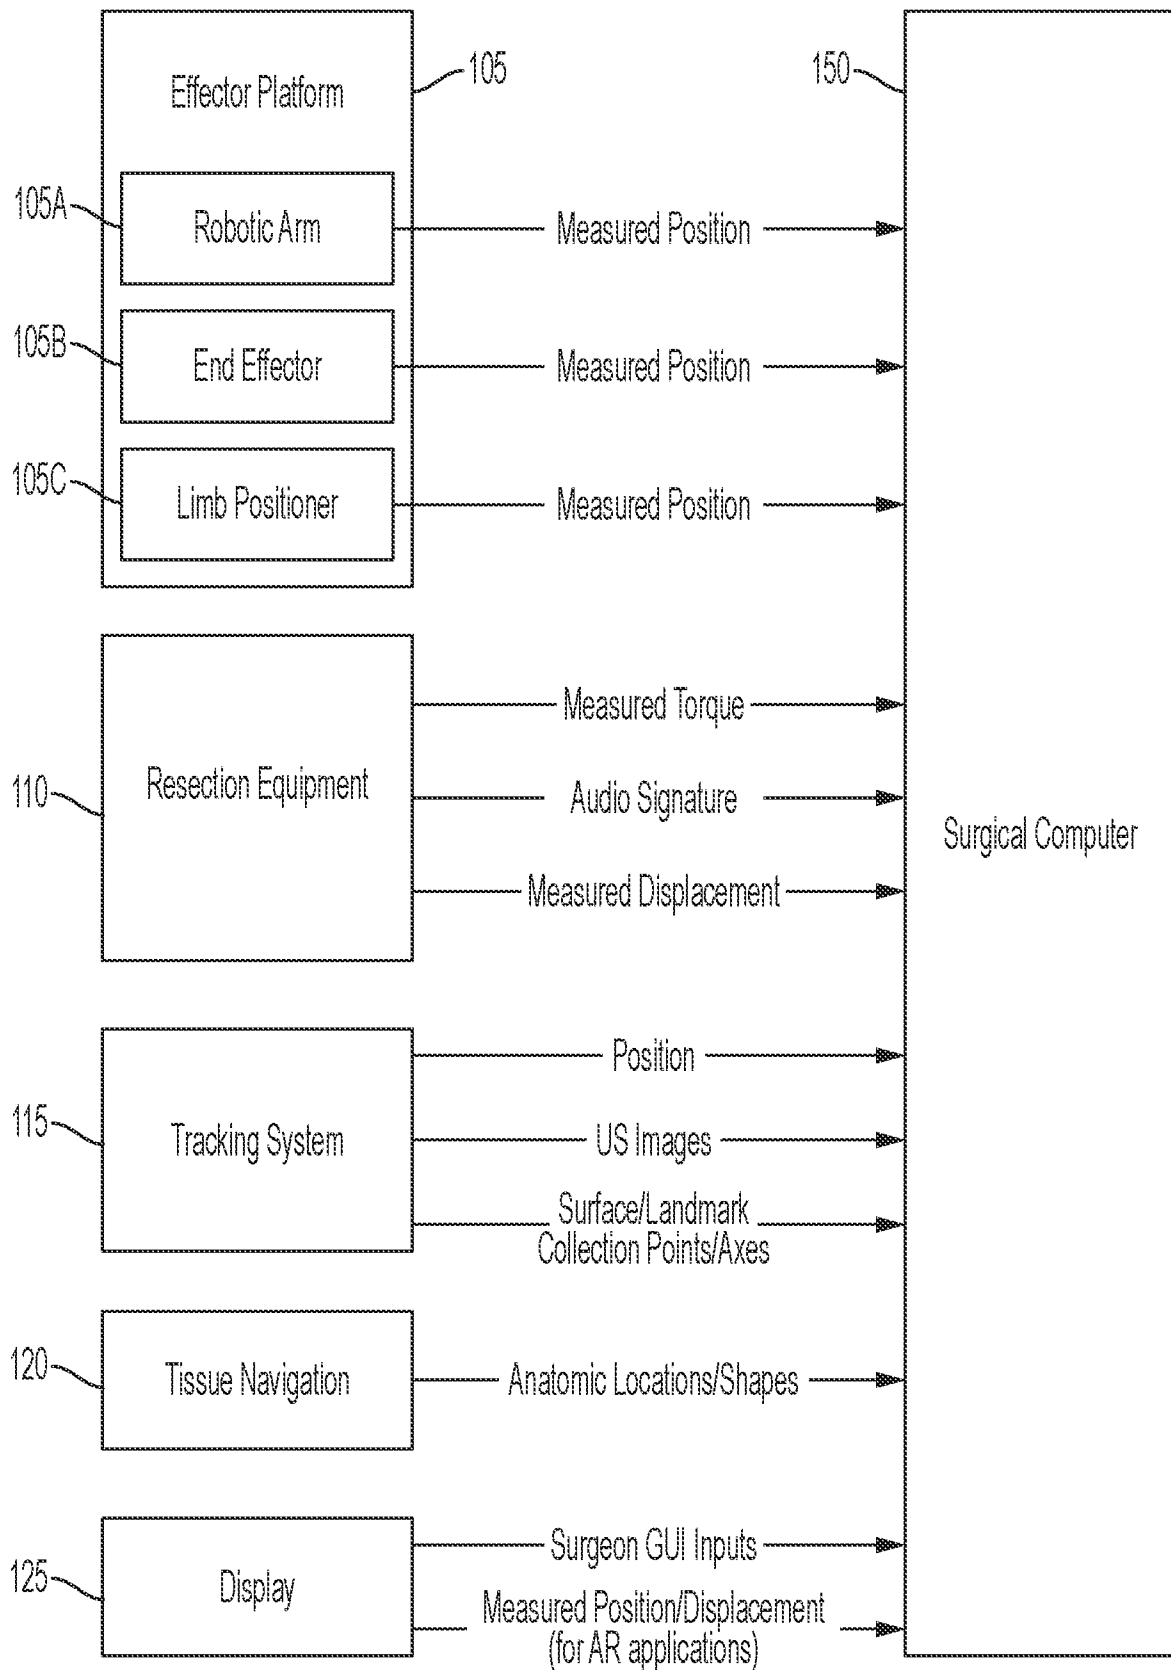 105
150
Effector Platform
105A
Robotic Arm
Measured Position
105B
End Effector
Measured Position
105C
Limb Positioner
Measured Position
Measured Torque
110
Resection Equipment
Audio Signature
Surgical Computer
Measured Displacement
Position
115
Tracking System
US Images
Surface/Landmark
Collection Points/Axes
120
Tissue Navigation
Anatomic Locations/Shapes
Surgeon GUI Inputs
125
Display
Measured Position/Displacement
(for AR applications)